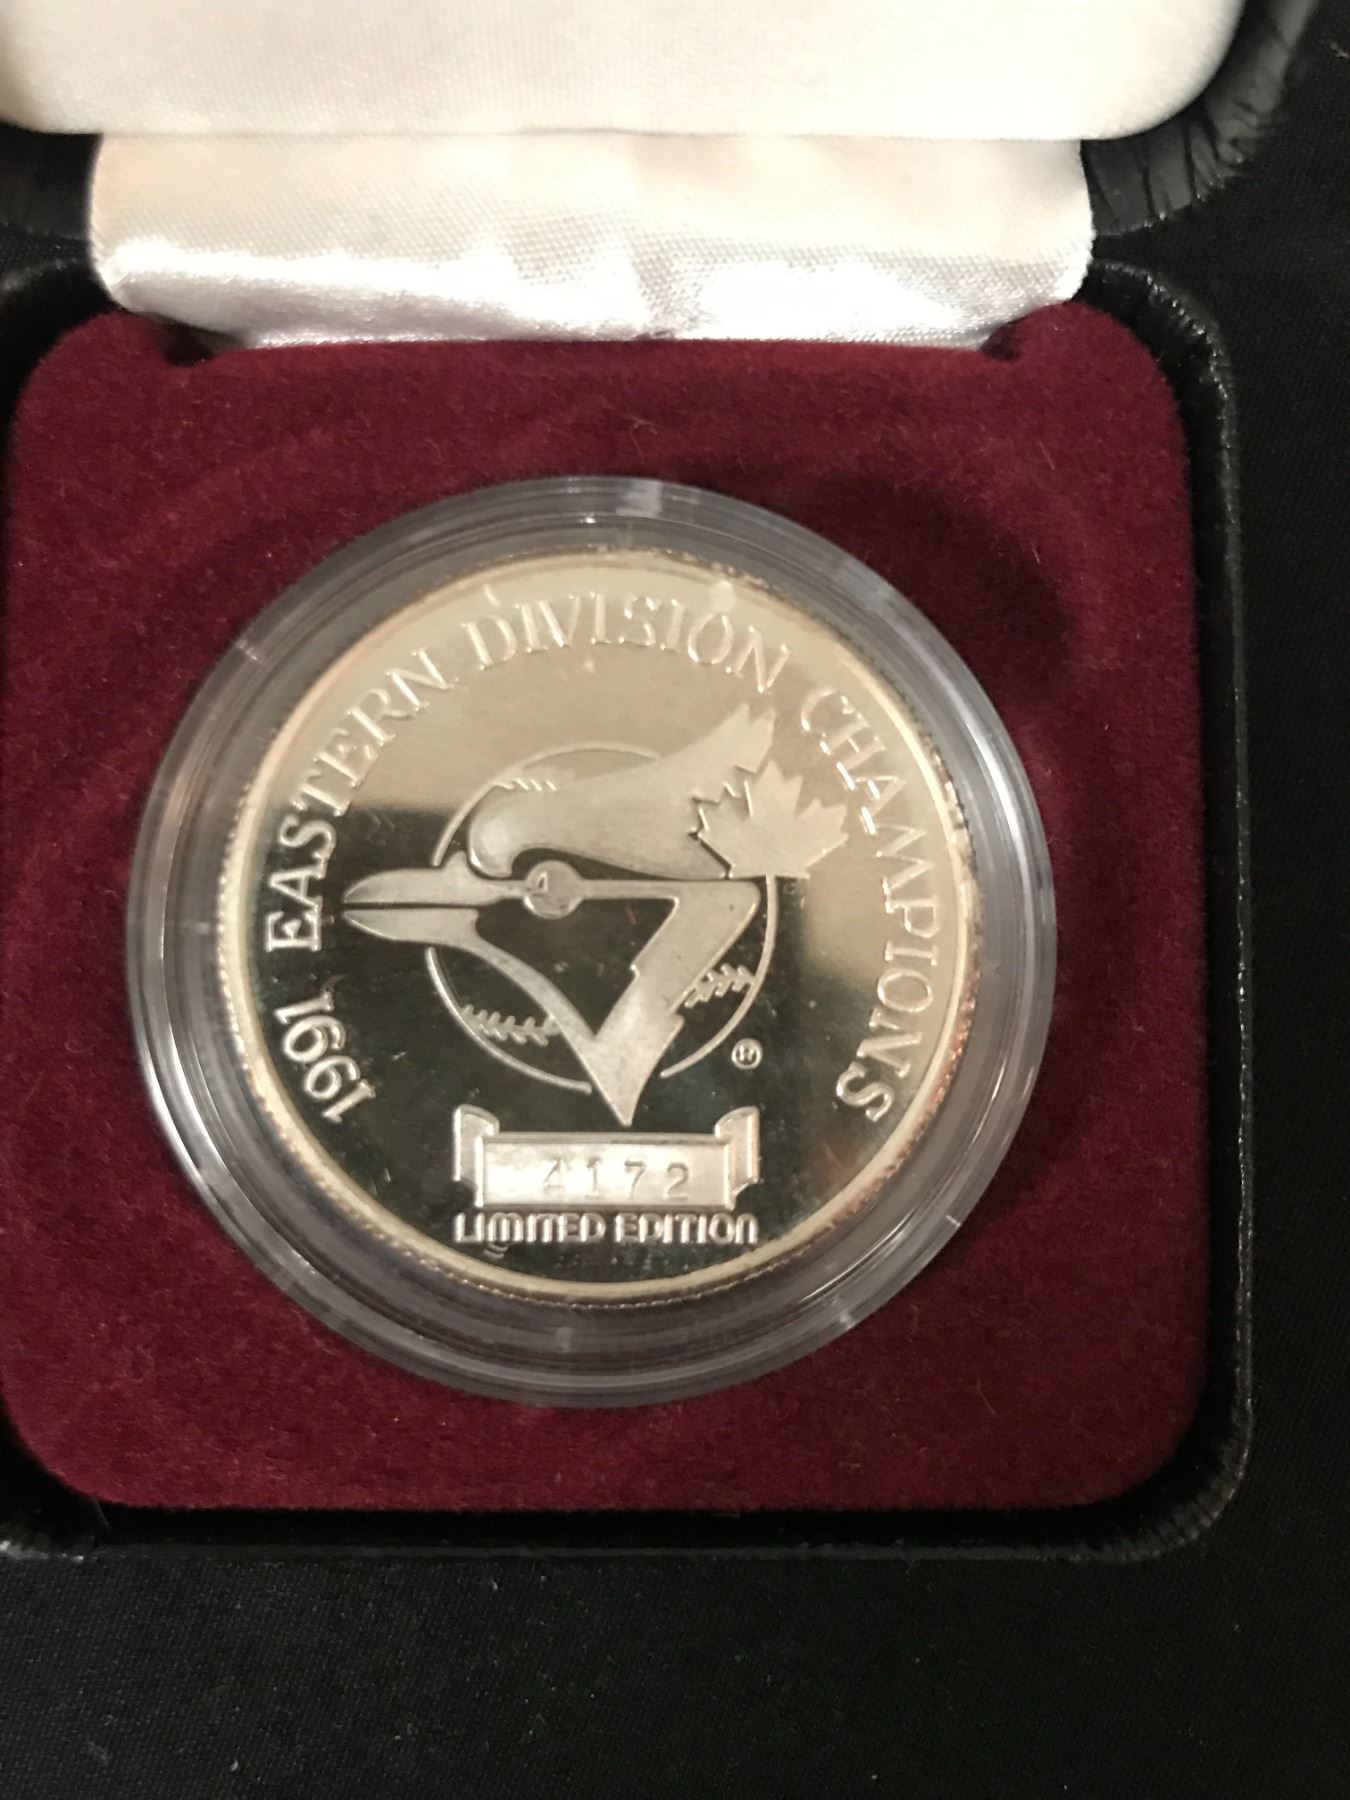 1991 EASTERN DIVISION CHAMPIONS
®
4172
LIMITED EDITION